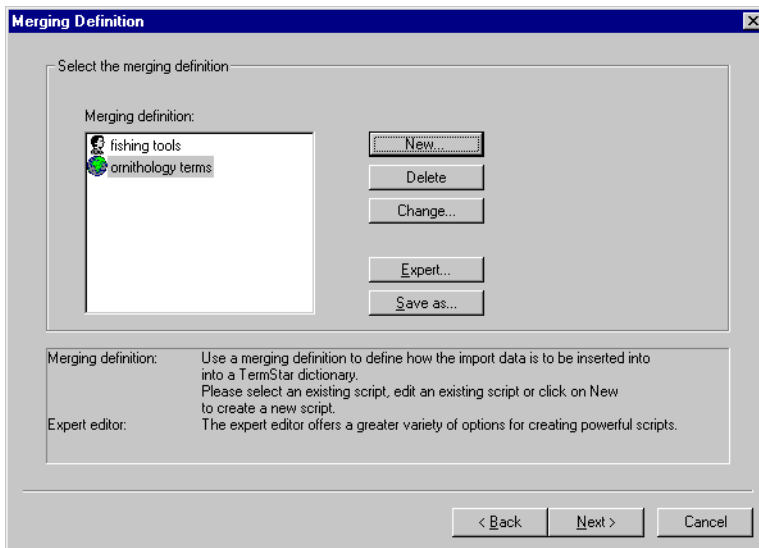 Merging Definition
Select the merging definition
Merging definition:
fishing tools
ornithology terms
New...
Delete
Change...
Expert...
Save as...
Merging definition: Use a merging definition to define how the import data is to be inserted into
into a TermStar dictionary.
Please select an existing script, edit an existing script or click on New
to create a new script.
Expert editor: The expert editor offers a greater variety of options for creating powerful scripts.
< Back
Next >
Cancel